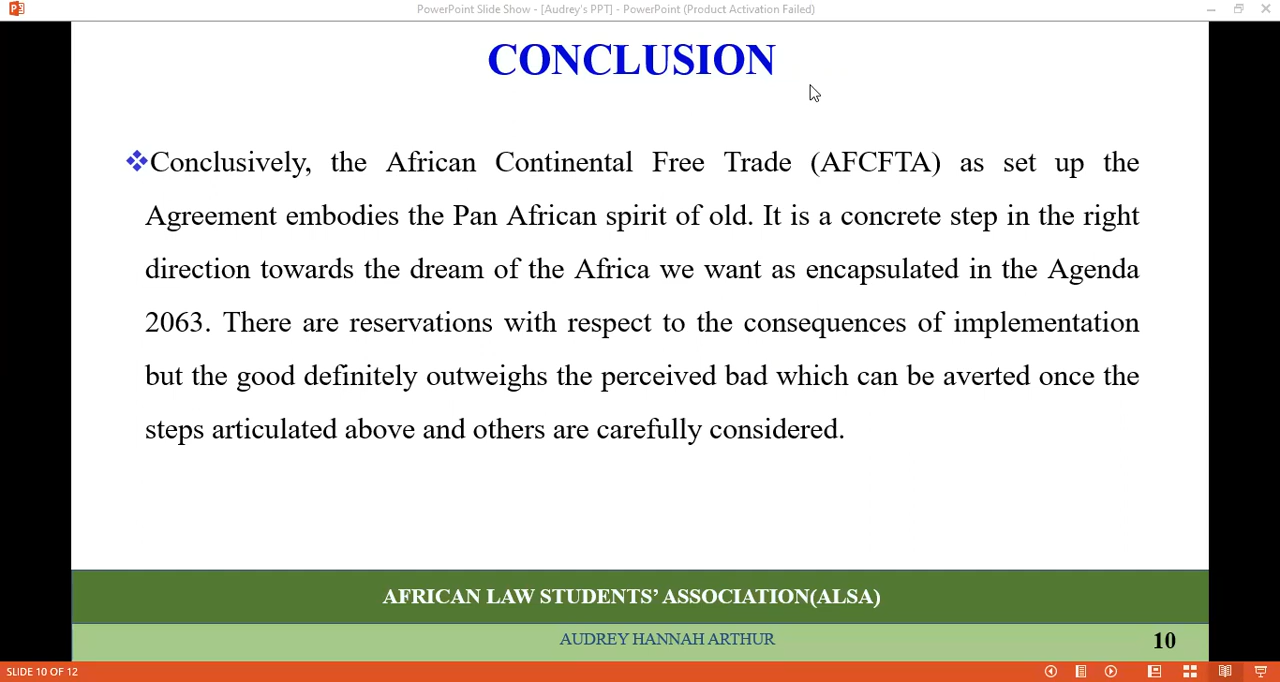 PowerPoint Slide Show - [Audrey's PPT] - PowerPoint (Product Activation Failed)
CONCLUSION
❖Conclusively, the African Continental Free Trade (AFCFTA) as set up the
Agreement embodies the Pan African spirit of old. It is a concrete step in the right
direction towards the dream of the Africa we want as encapsulated in the Agenda
2063. There are reservations with respect to the consequences of implementation
but the good definitely outweighs the perceived bad which can be averted once the
steps articulated above and others are carefully considered.
AFRICAN LAW STUDENTS’ ASSOCIATION(ALSA)
AUDREY HANNAH ARTHUR
10
SLIDE 10 OF 12